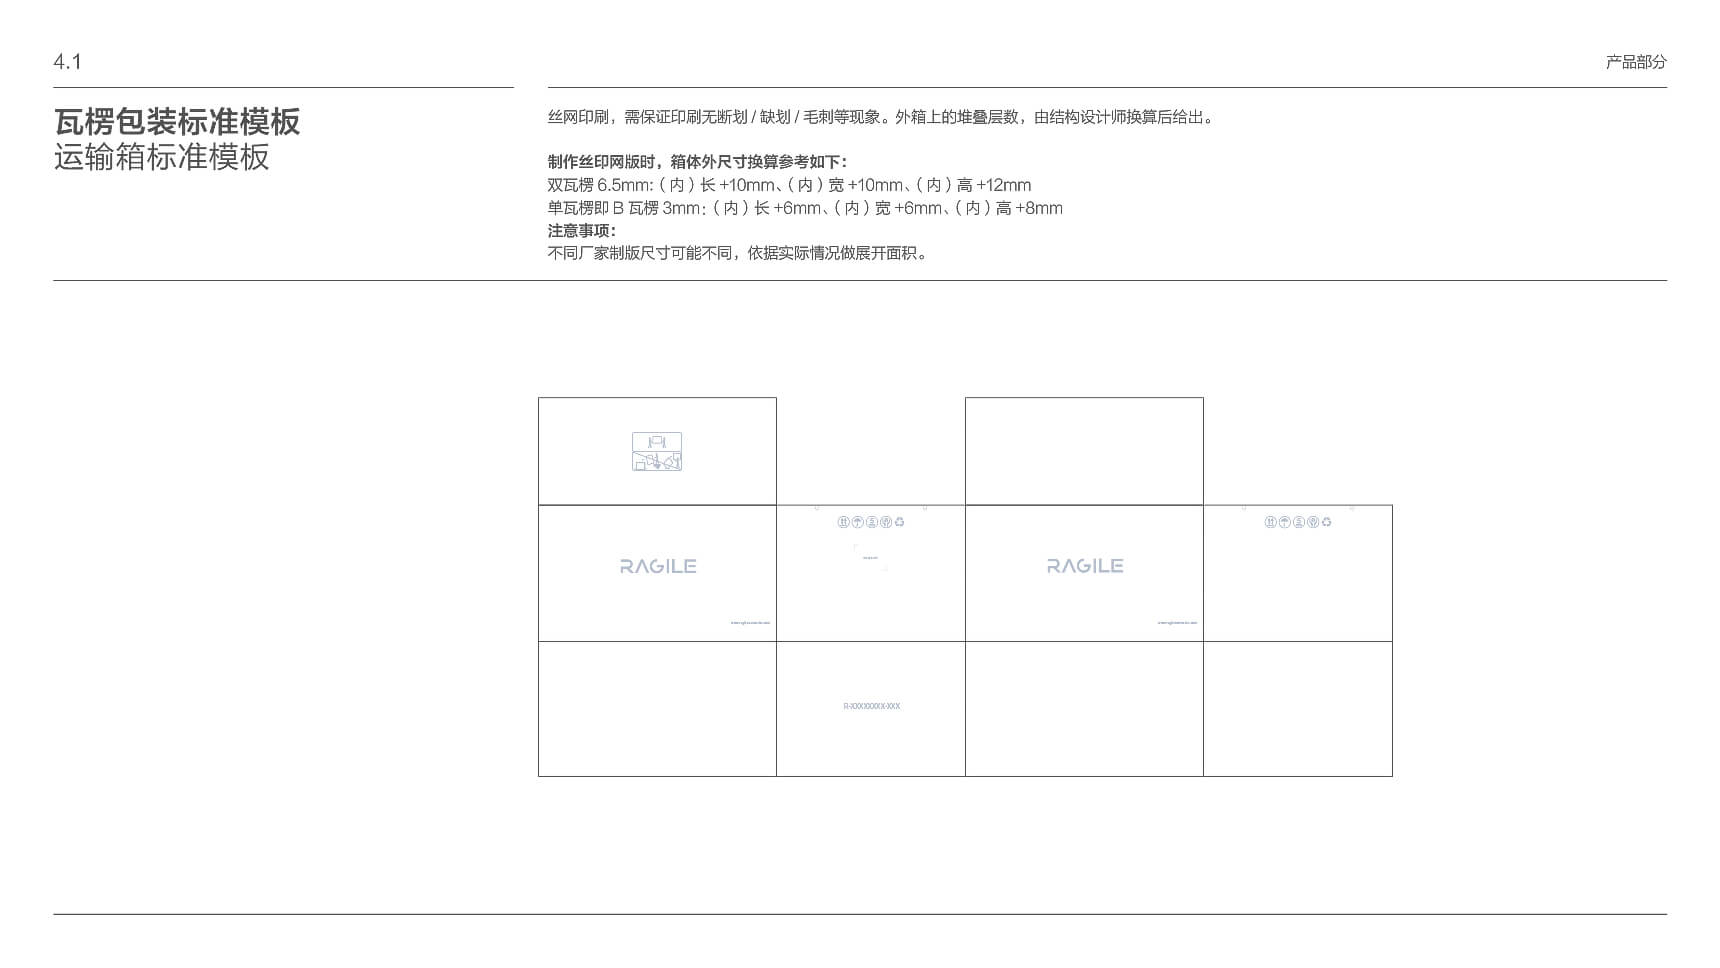 4.1
产品部分
瓦楞包装标准模板
运输箱标准模板
丝网印刷，需保证印刷无断划 / 缺划 / 毛刺等现象。外箱上的堆叠层数，由结构设计师换算后给出。
制作丝印网版时，箱体外尺寸换算参考如下：
双瓦楞 6.5mm:（内）长 +10mm、（内）宽 +10mm、（内）高 +12mm
单瓦楞即 B 瓦楞 3mm:（内）长 +6mm、（内）宽 +6mm、（内）高 +8mm
注意事项：
不同厂家制版尺寸可能不同，依据实际情况做展开面积。
RAGILE
RAGILE
R-XXXXXXXX-XXX